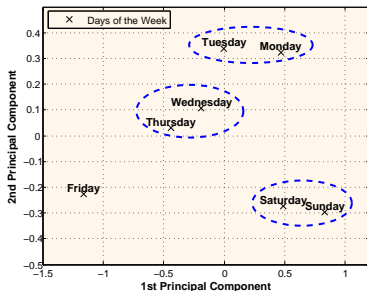 Days of the Week
0.4
0.3
0.2
0.1
0
−0.1
−0.2
−0.3
−0.4
−0.5
2nd Principal Component
Tuesday
Monday
Wednesday
Thursday
Friday
Saturday
Sunday
−1.5
−1
−0.5
0
0.5
1
1st Principal Component